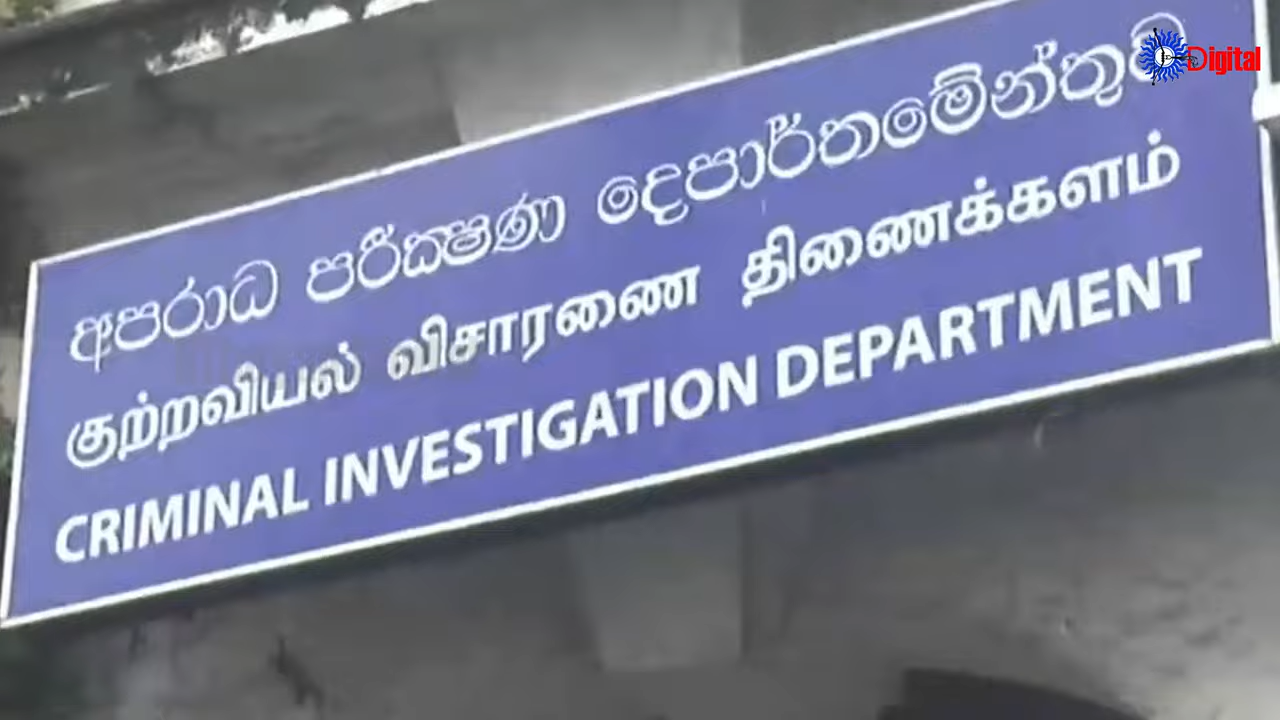 Digital
අපරාධ පරීක්ෂණ දෙපාර්තමේන්තුව
குற்றவியல் விசாரணை திணைக்களம்
CRIMINAL INVESTIGATION DEPARTMENT